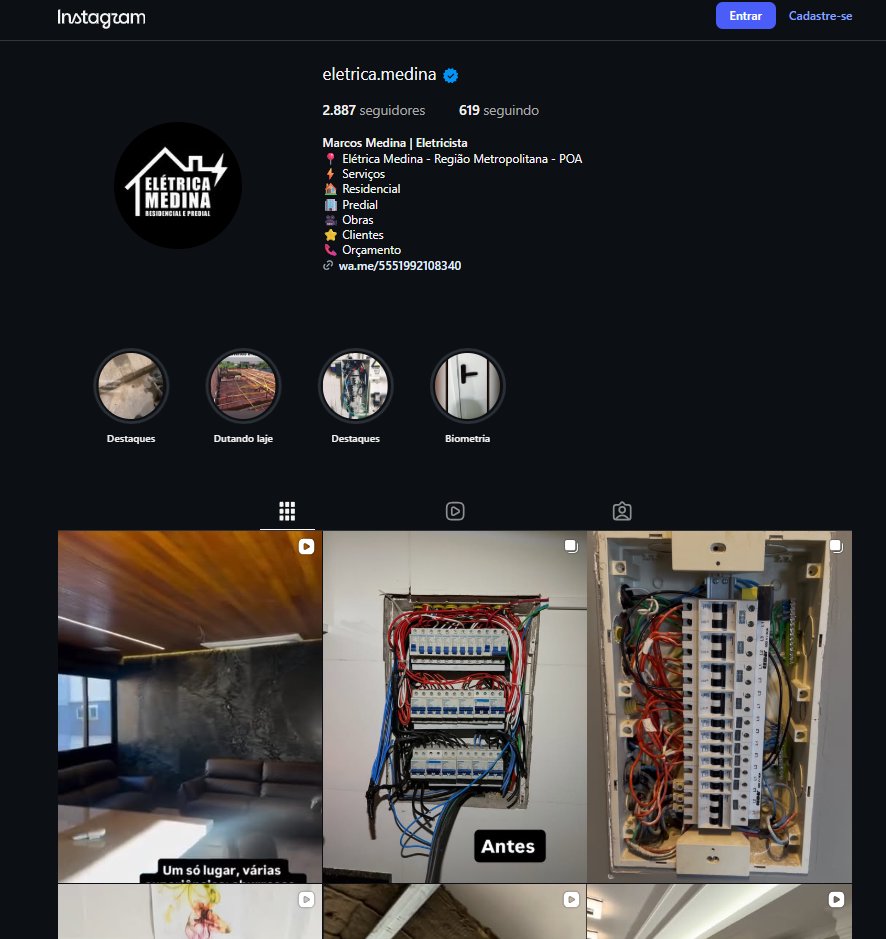 Instagram
Entrar
Cadastre-se
eletrica.medina
2.887 seguidores 619 seguindo
Marcos Medina | Eletricista
Elétrica Medina - Região Metropolitana - POA
Serviços
Residencial
Predial
Obras
Clientes
Orçamento
wa.me/5551992108340
ELÉTRICA
MEDINA
RESIDENCIAL E PREDIAL
Destaques
Dutando laje
Destaques
Biometria
Um só lugar, várias
Antes